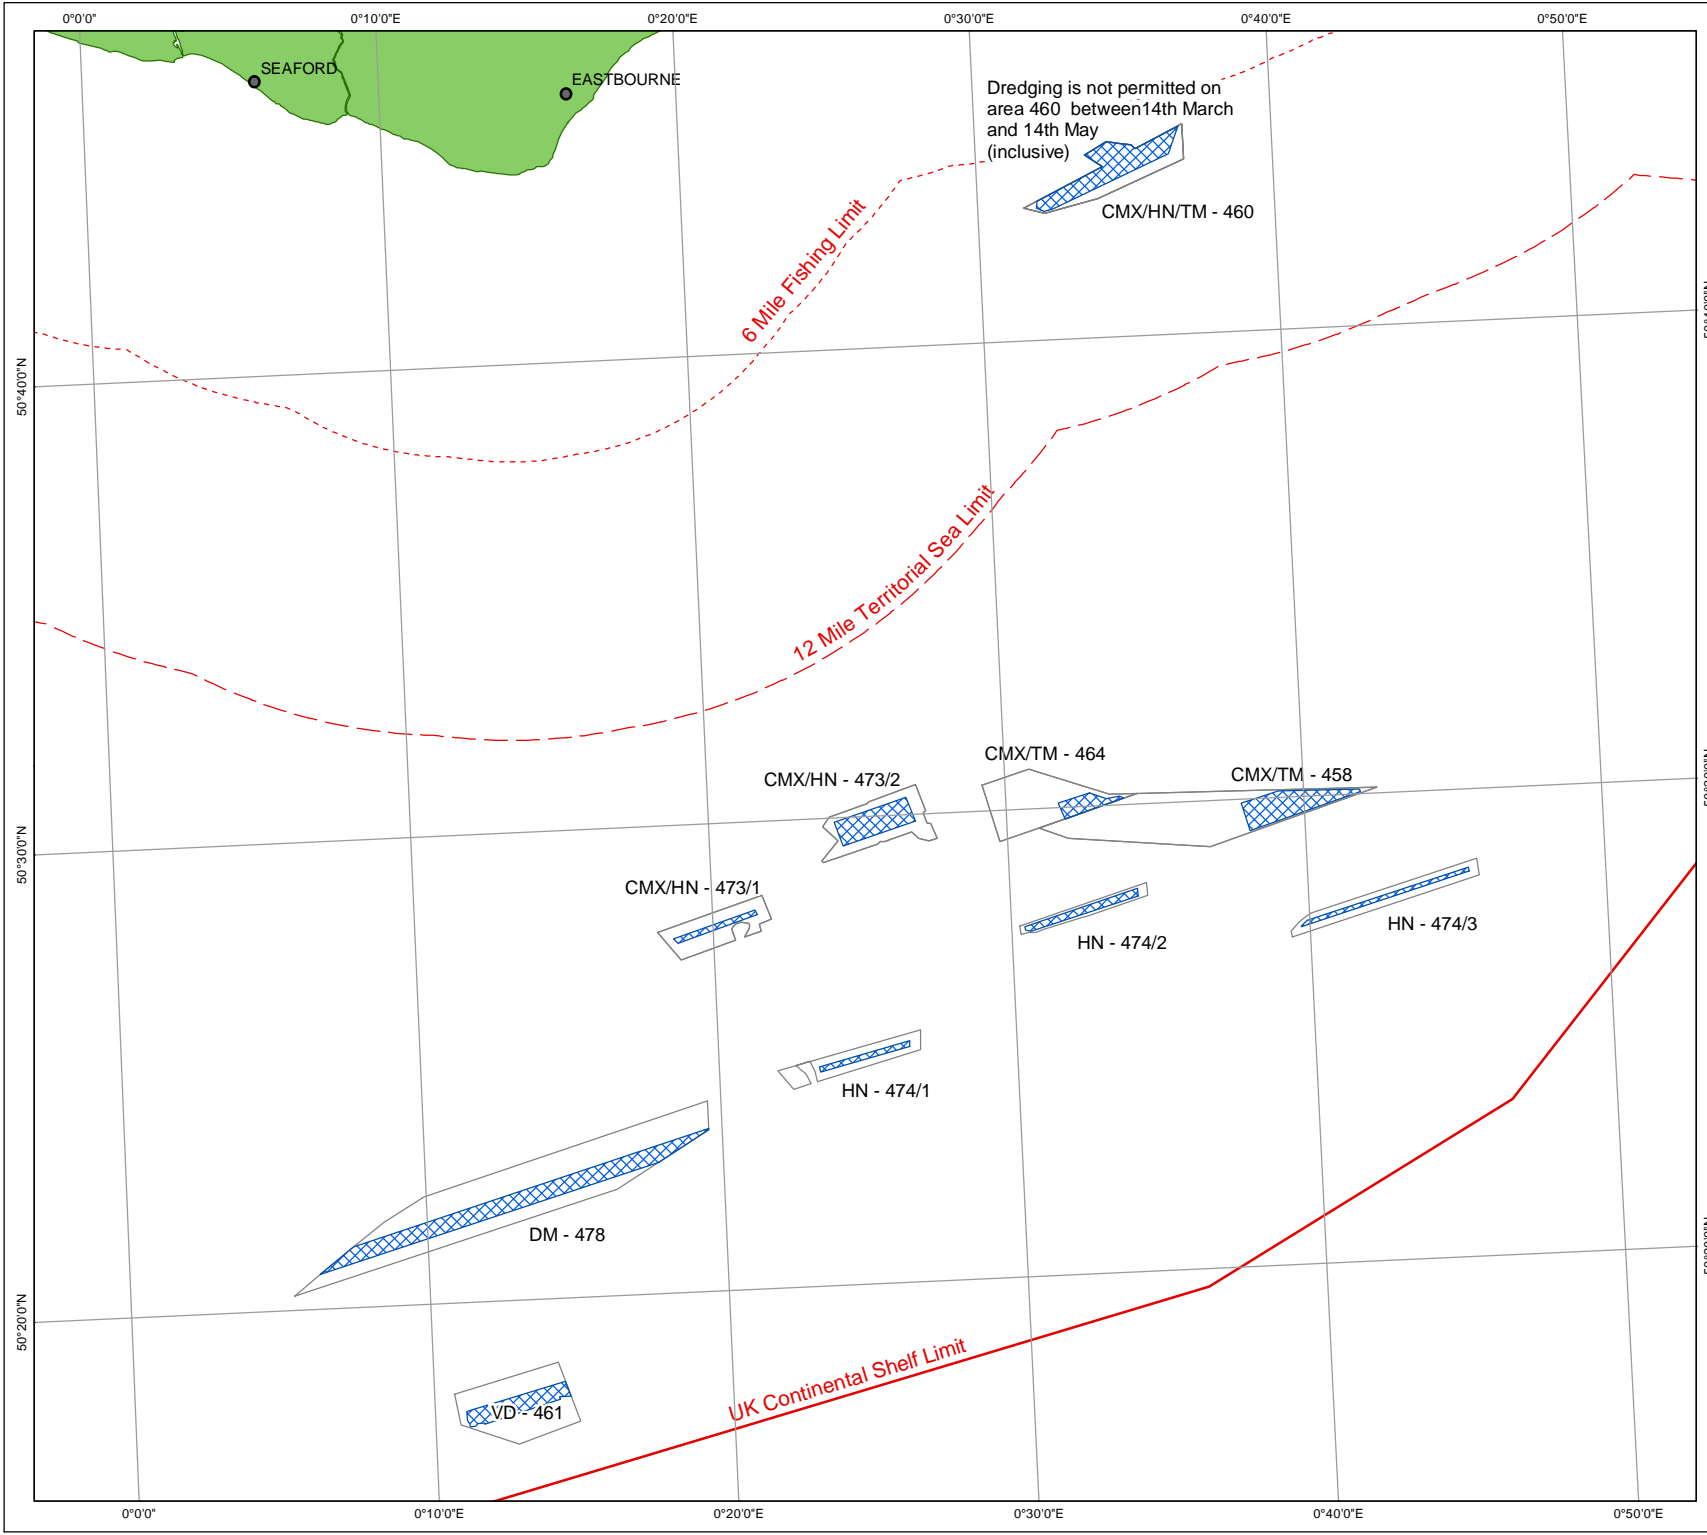 0°0'0" 0°10'0"E 0°20'0"E 0°30'0"E 0°40'0"E 0°50'0"E
SEAFORD
EASTBOURNE
Dredging is not permitted on
area 460 between14th March
and 14th May
(inclusive)
CMX/HN/TM - 460
6 Mile Fishing Limit
50°40'0"N
12 Mile Territorial Sea Limit
CMX/TM - 464
CMX/HN - 473/2
CMX/TM - 458
50°30'0"N
CMX/HN - 473/1
HN - 474/2
HN - 474/3
HN - 474/1
DM - 478
50°20'0"N
UK Continental Shelf Limit
VD - 461
0°0'0" 0°10'0"E 0°20'0"E 0°30'0"E 0°40'0"E 0°50'0"E